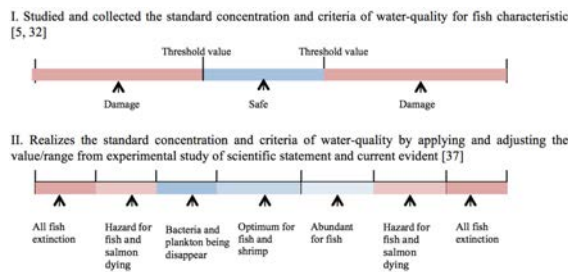 I. Studied and collected the standard concentration and criteria of water-quality for fish characteristic
[5, 32]
Threshold value Threshold value
Damage Safe Damage
II. Realizes the standard concentration and criteria of water-quality by applying and adjusting the
value/range from experimental study of scientific statement and current evident [37]
All fish
extinction
Hazard for
fish and
salmon
dying
Bacteria and
plankton being
disappear
Optimum for
fish and
shrimp
Abundant
for fish
Hazard for
fish and
salmon
dying
All fish
extinction